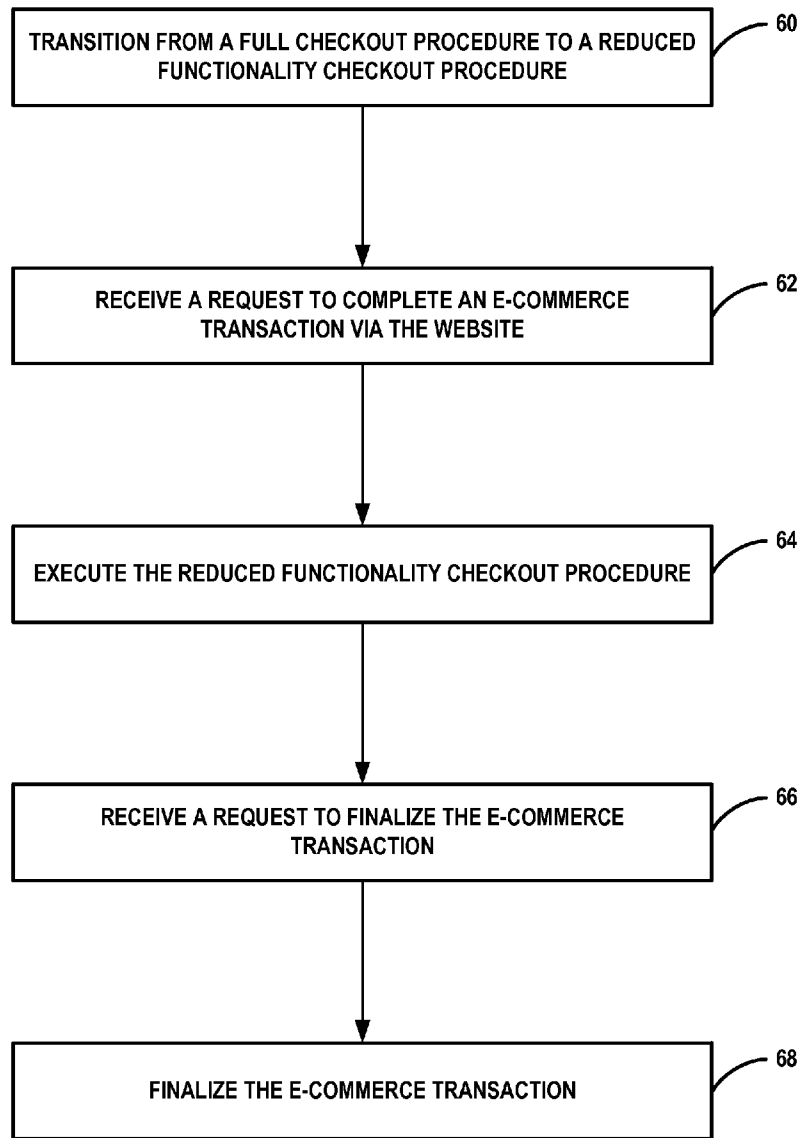 TRANSITION FROM A FULL CHECKOUT PROCEDURE TO A REDUCED
FUNCTIONALITY CHECKOUT PROCEDURE
60
RECEIVE A REQUEST TO COMPLETE AN E-COMMERCE
TRANSACTION VIA THE WEBSITE
62
EXECUTE THE REDUCED FUNCTIONALITY CHECKOUT PROCEDURE
64
RECEIVE A REQUEST TO FINALIZE THE E-COMMERCE
TRANSACTION
66
FINALIZE THE E-COMMERCE TRANSACTION
68